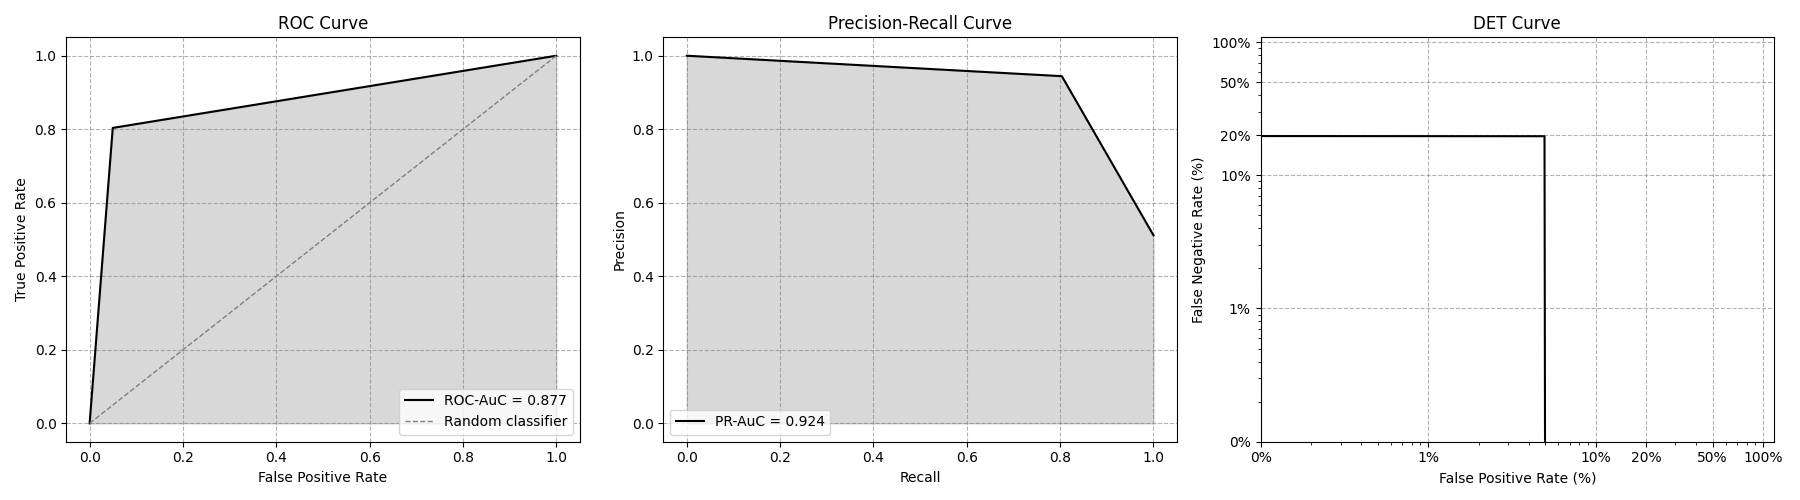 ROC Curve
1.0
0.8
0.6
0.4
0.2
0.0
True Positive Rate
0.0 0.2 0.4 0.6 0.8 1.0
False Positive Rate
ROC-AuC = 0.877
Random classifier
Precision-Recall Curve
1.0
0.8
0.6
0.4
0.2
0.0
Precision
0.0 0.2 0.4 0.6 0.8 1.0
Recall
PR-AuC = 0.924
DET Curve
100%
50%
20%
10%
1%
0%
False Negative Rate (%)
0% 1% 10% 20% 50% 100%
False Positive Rate (%)